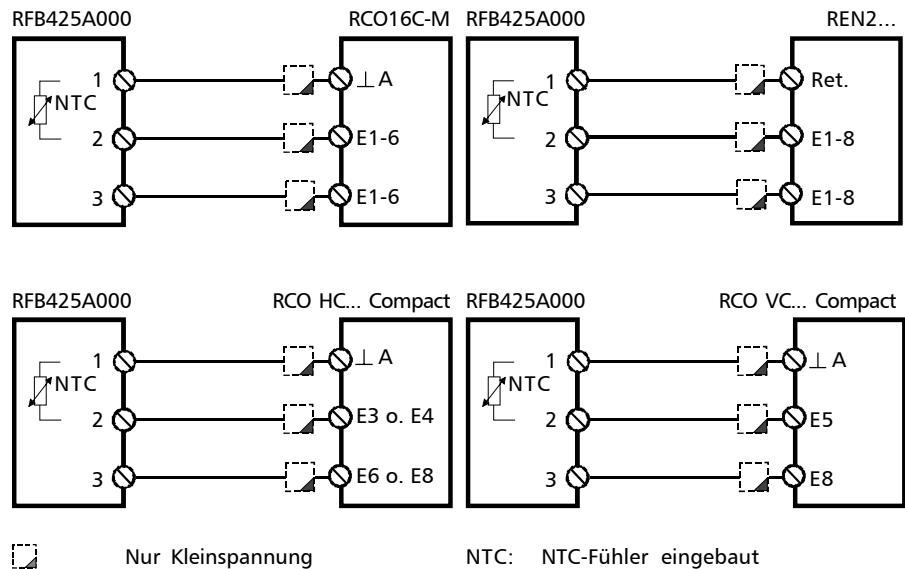 RFB425A000 RCO16C-M RFB425A000 REN2...
1 ⊥ A 1 Ret.
NTC NTC
2 E1-6 2 E1-8
3 E1-6 3 E1-8
RFB425A000 RCO HC... Compact RFB425A000 RCO VC... Compact
1 ⊥ A 1 ⊥ A
NTC NTC
2 E3 o. E4 2 E5
3 E6 o. E8 3 E8
Nur Kleinspannung NTC: NTC-Fühler eingebaut